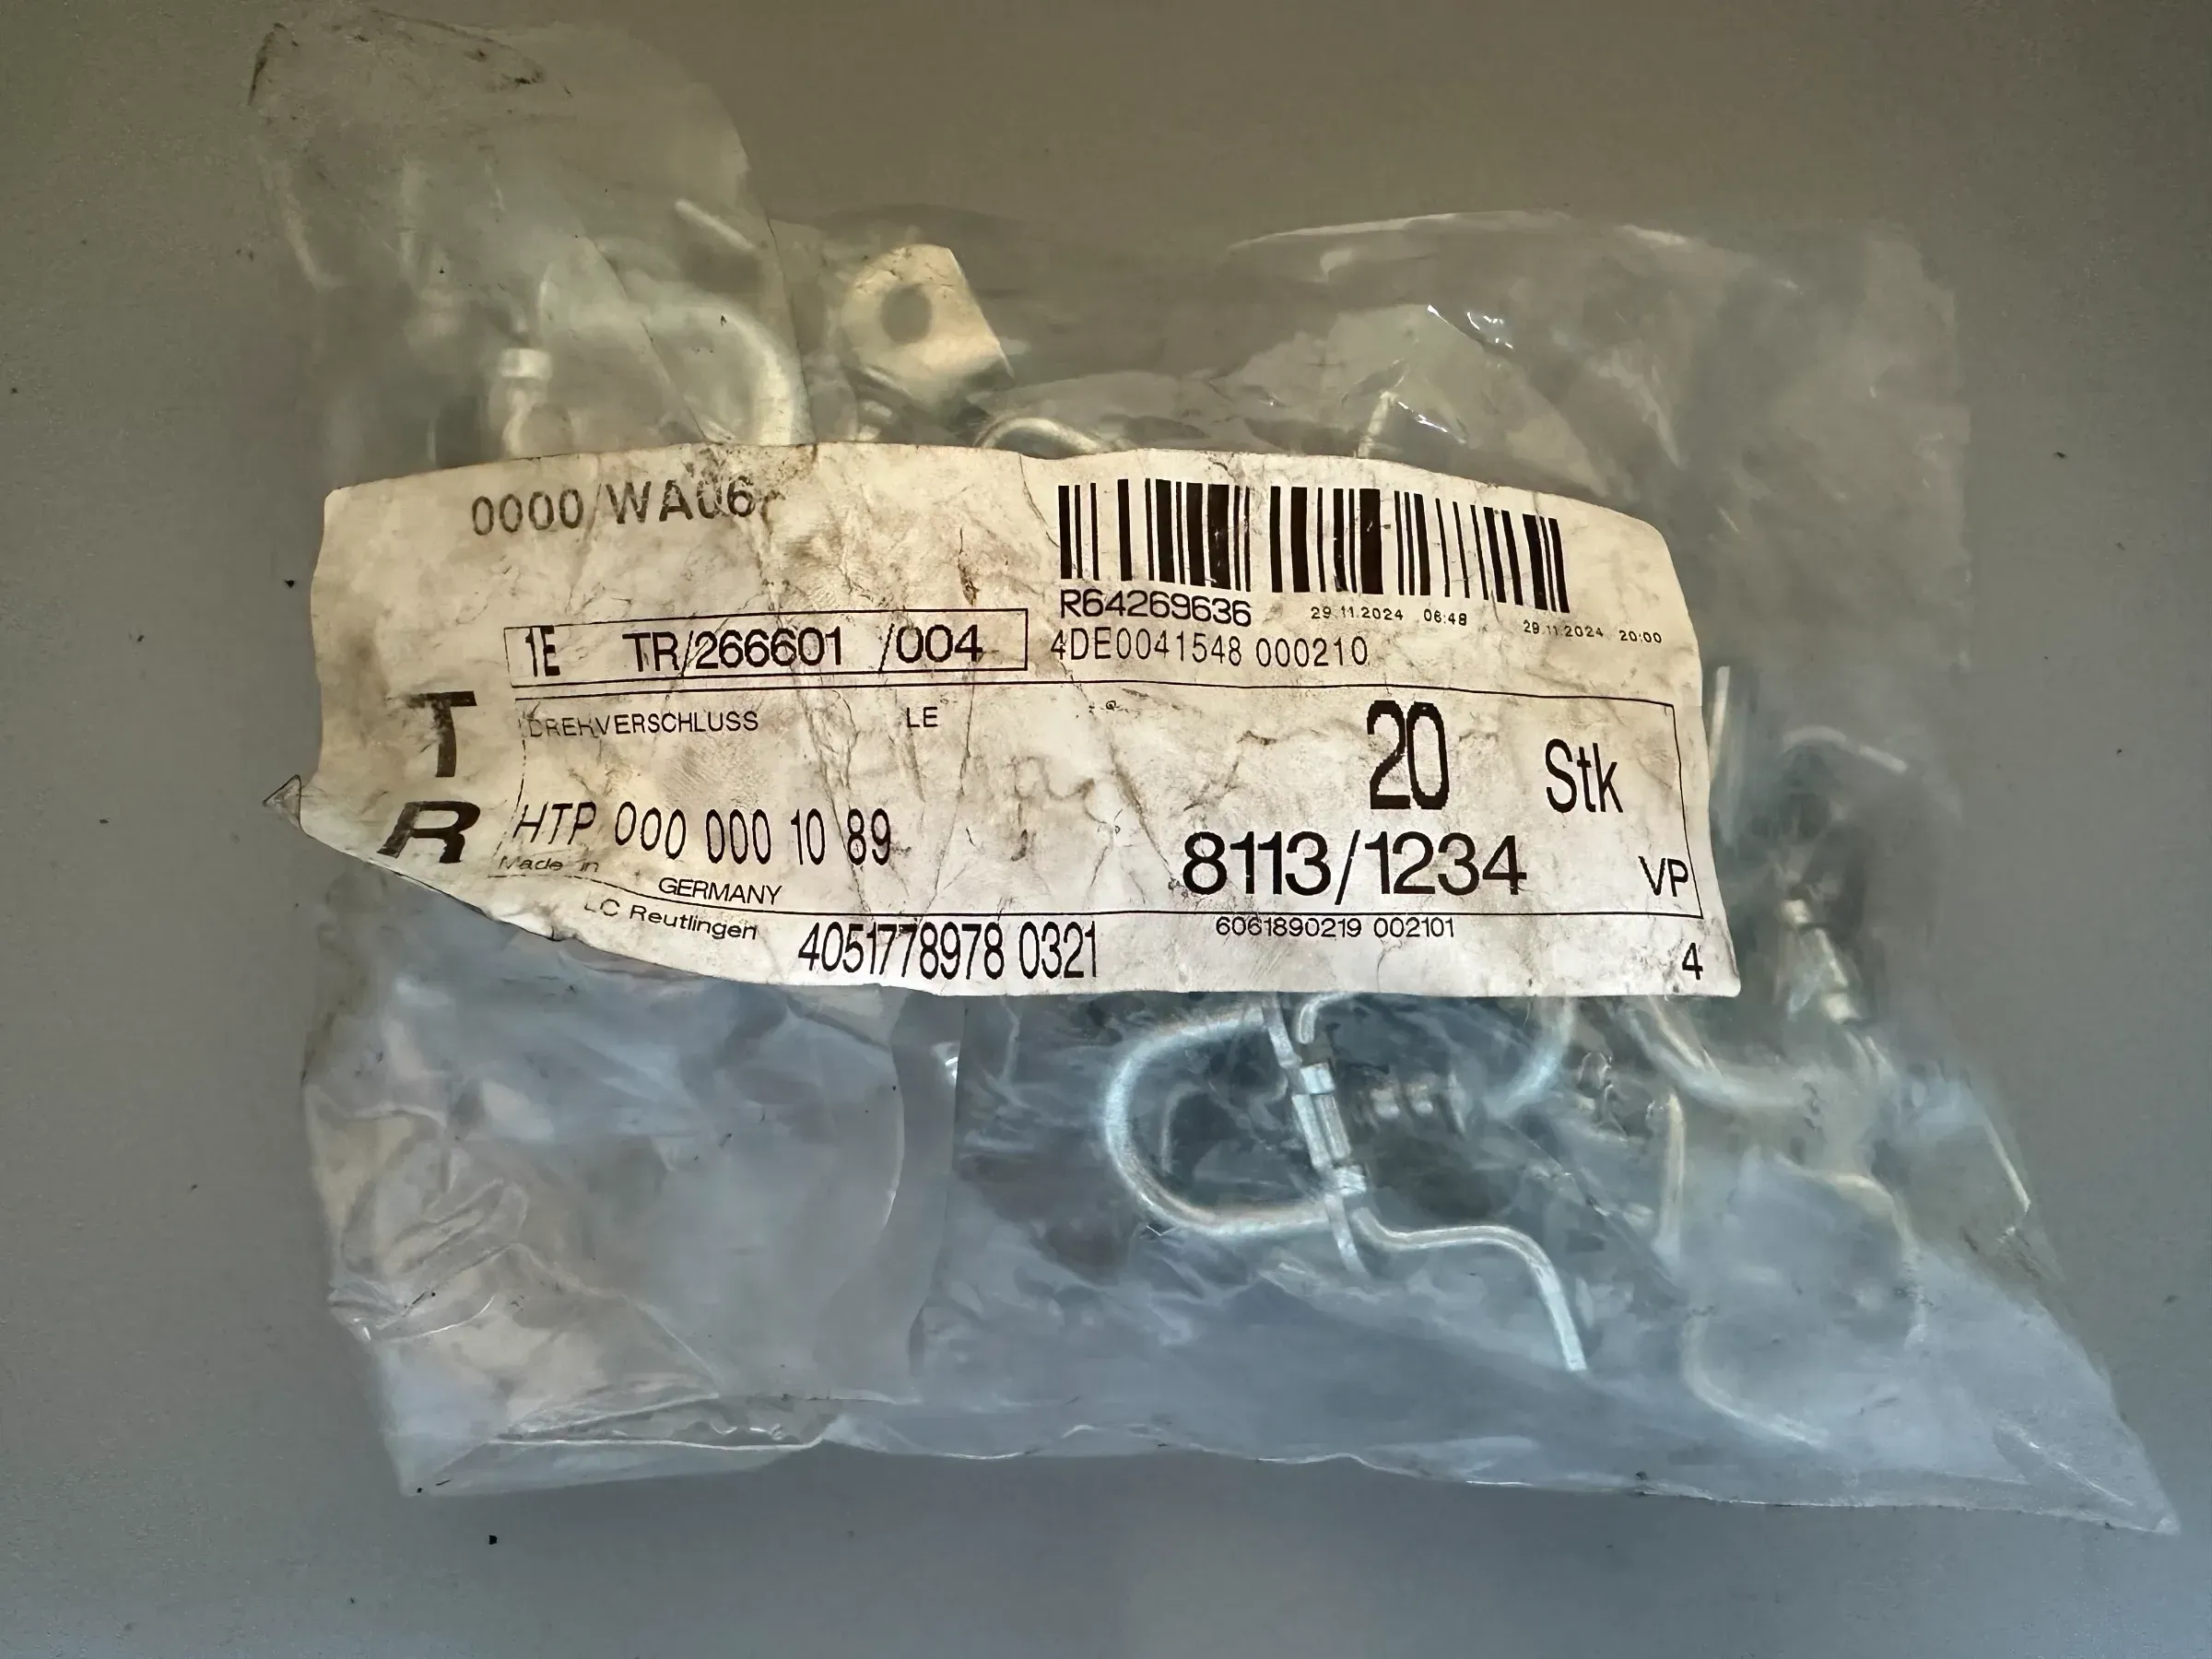 0000/WA06
R64269636 29.11.2024 06:48 29.11.2024 20:00
1E TR/266601 /004 4DE0041548 000210
T R
DREHVERSCHLUSS LE 20 Stk
HTP 000 000 10 89 8113/1234 VP
Made in GERMANY
LC Reutlingen 4051778978 0321 6061890219 002101 4